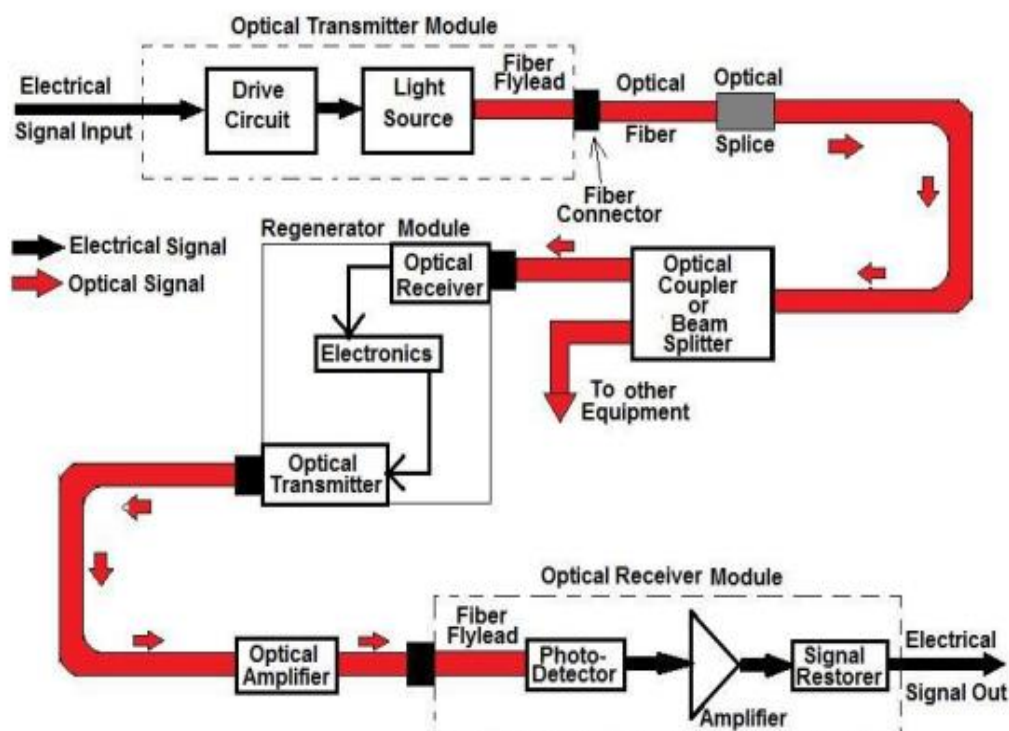 Optical Transmitter Module
Electrical
Signal Input
Drive
Circuit
Light
Source
Fiber
Flylead
Optical
Fiber
Optical
Splice
Fiber
Connector
Electrical Signal
Optical Signal
Regenerator Module
Optical
Receiver
Electronics
Optical
Transmitter
Optical
Coupler
or
Beam
Splitter
To other
Equipment
Optical Receiver Module
Optical
Amplifier
Fiber
Flylead
Photo-
Detector
Amplifier
Signal
Restorer
Electrical
Signal Out